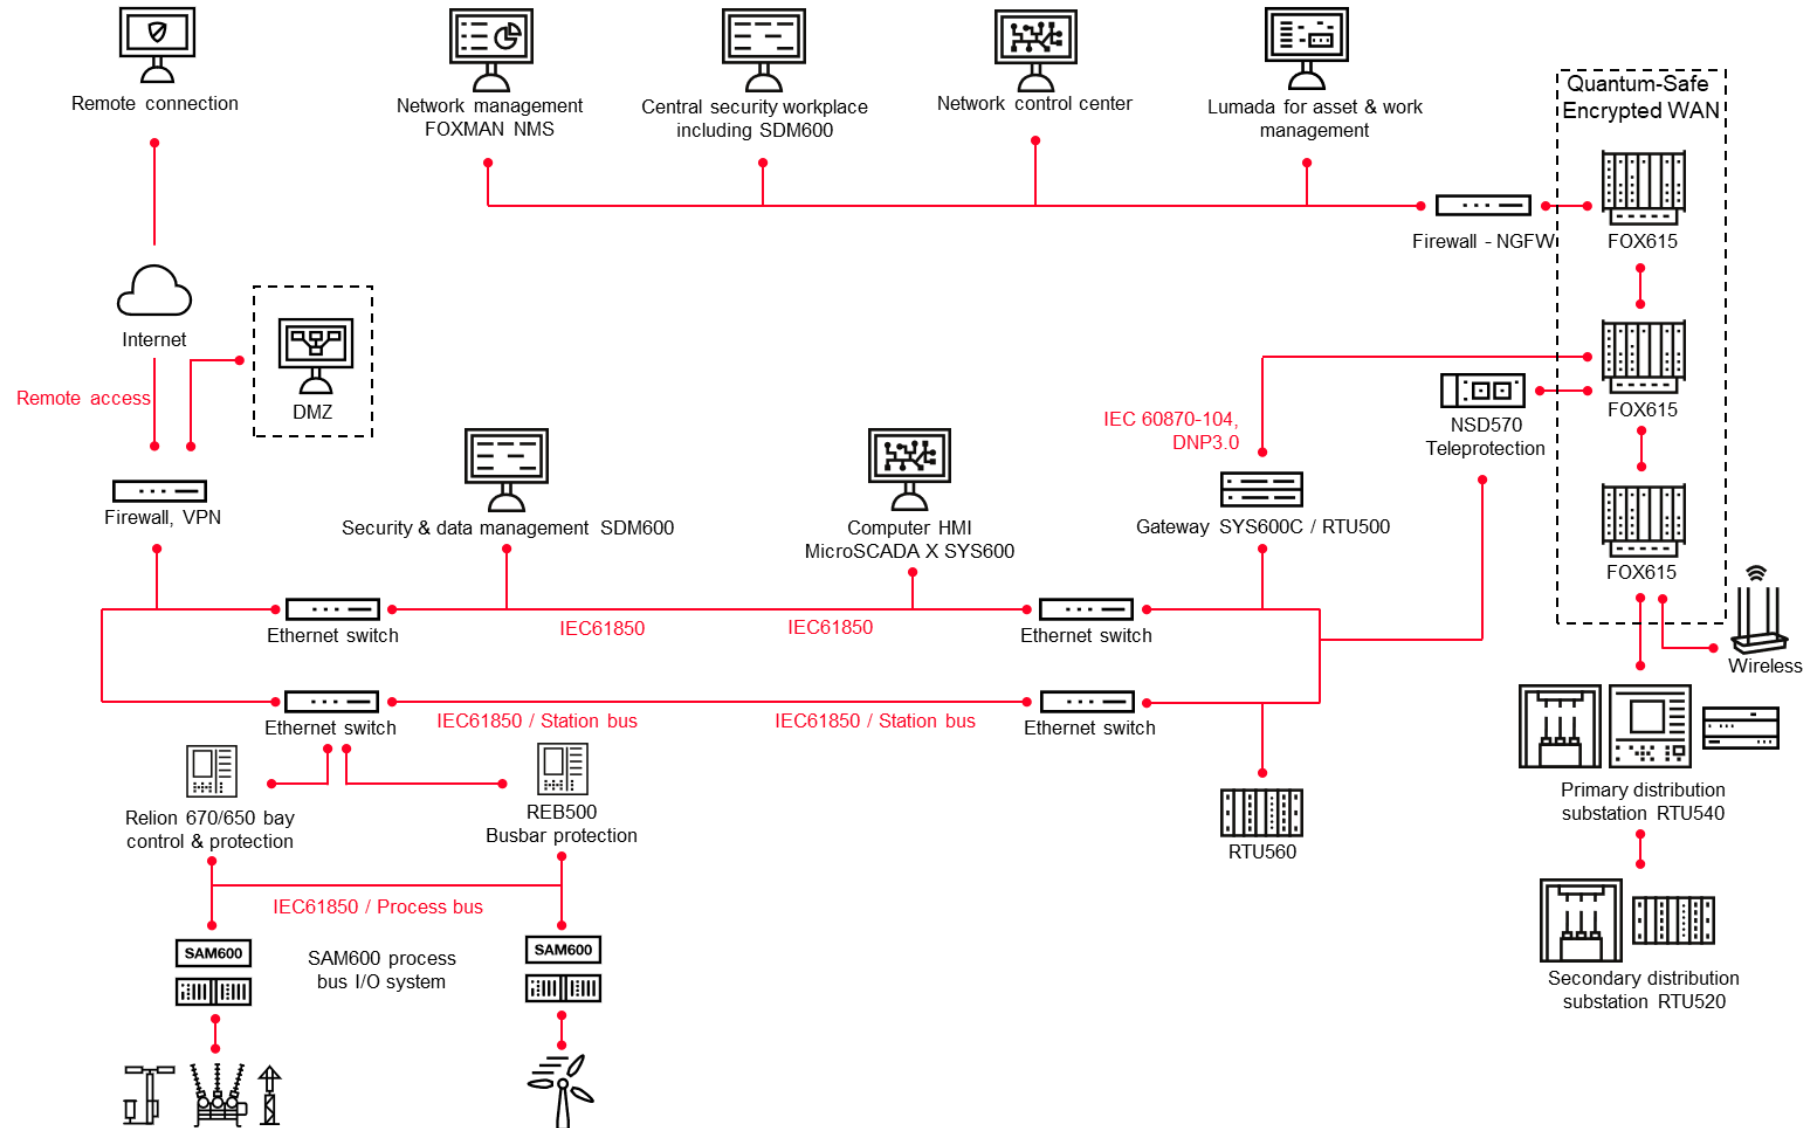 Remote connection
Network management
FOXMAN NMS
Central security workplace
including SDM600
Network control center
Lumada for asset & work
management
Quantum-Safe
Encrypted WAN
Firewall - NGFW
FOX615
Internet
Remote access
DMZ
FOX615
IEC 60870-104,
DNP3.0
NSD570
Teleprotection
Firewall, VPN
Security & data management SDM600
Computer HMI
MicroSCADA X SYS600
Gateway SYS600C / RTU500
FOX615
Ethernet switch
IEC61850
IEC61850
Ethernet switch
Wireless
Ethernet switch
IEC61850 / Station bus
IEC61850 / Station bus
Ethernet switch
Relion 670/650 bay
control & protection
REB500
Busbar protection
RTU560
Primary distribution
substation RTU540
IEC61850 / Process bus
SAM600
SAM600 process
bus I/O system
SAM600
Secondary distribution
substation RTU520